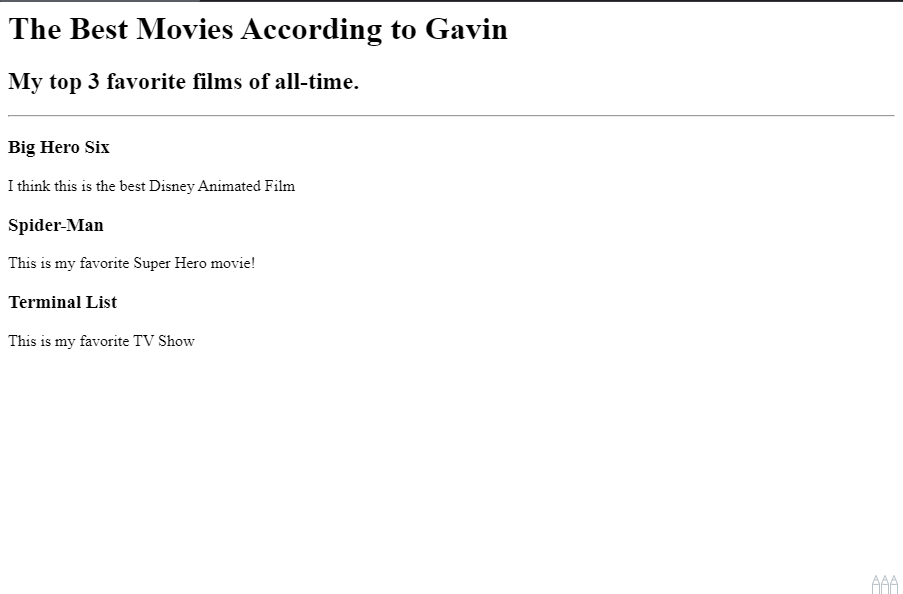 The Best Movies According to Gavin
My top 3 favorite films of all-time.
Big Hero Six
I think this is the best Disney Animated Film
Spider-Man
This is my favorite Super Hero movie!
Terminal List
This is my favorite TV Show